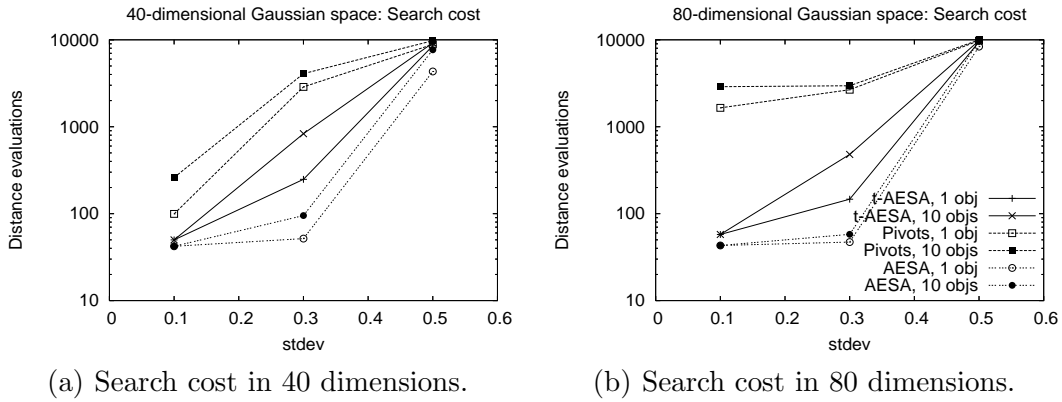 40-dimensional Gaussian space: Search cost
Distance evaluations
10000
1000
100
10
0 0.1 0.2 0.3 0.4 0.5 0.6
stdev
(a) Search cost in 40 dimensions.
80-dimensional Gaussian space: Search cost
Distance evaluations
10000
1000
100
10
t-AESA, 1 obj
t-AESA, 10 objs
Pivots, 1 obj
Pivots, 10 objs
AESA, 1 obj
AESA, 10 objs
0 0.1 0.2 0.3 0.4 0.5 0.6
stdev
(b) Search cost in 80 dimensions.